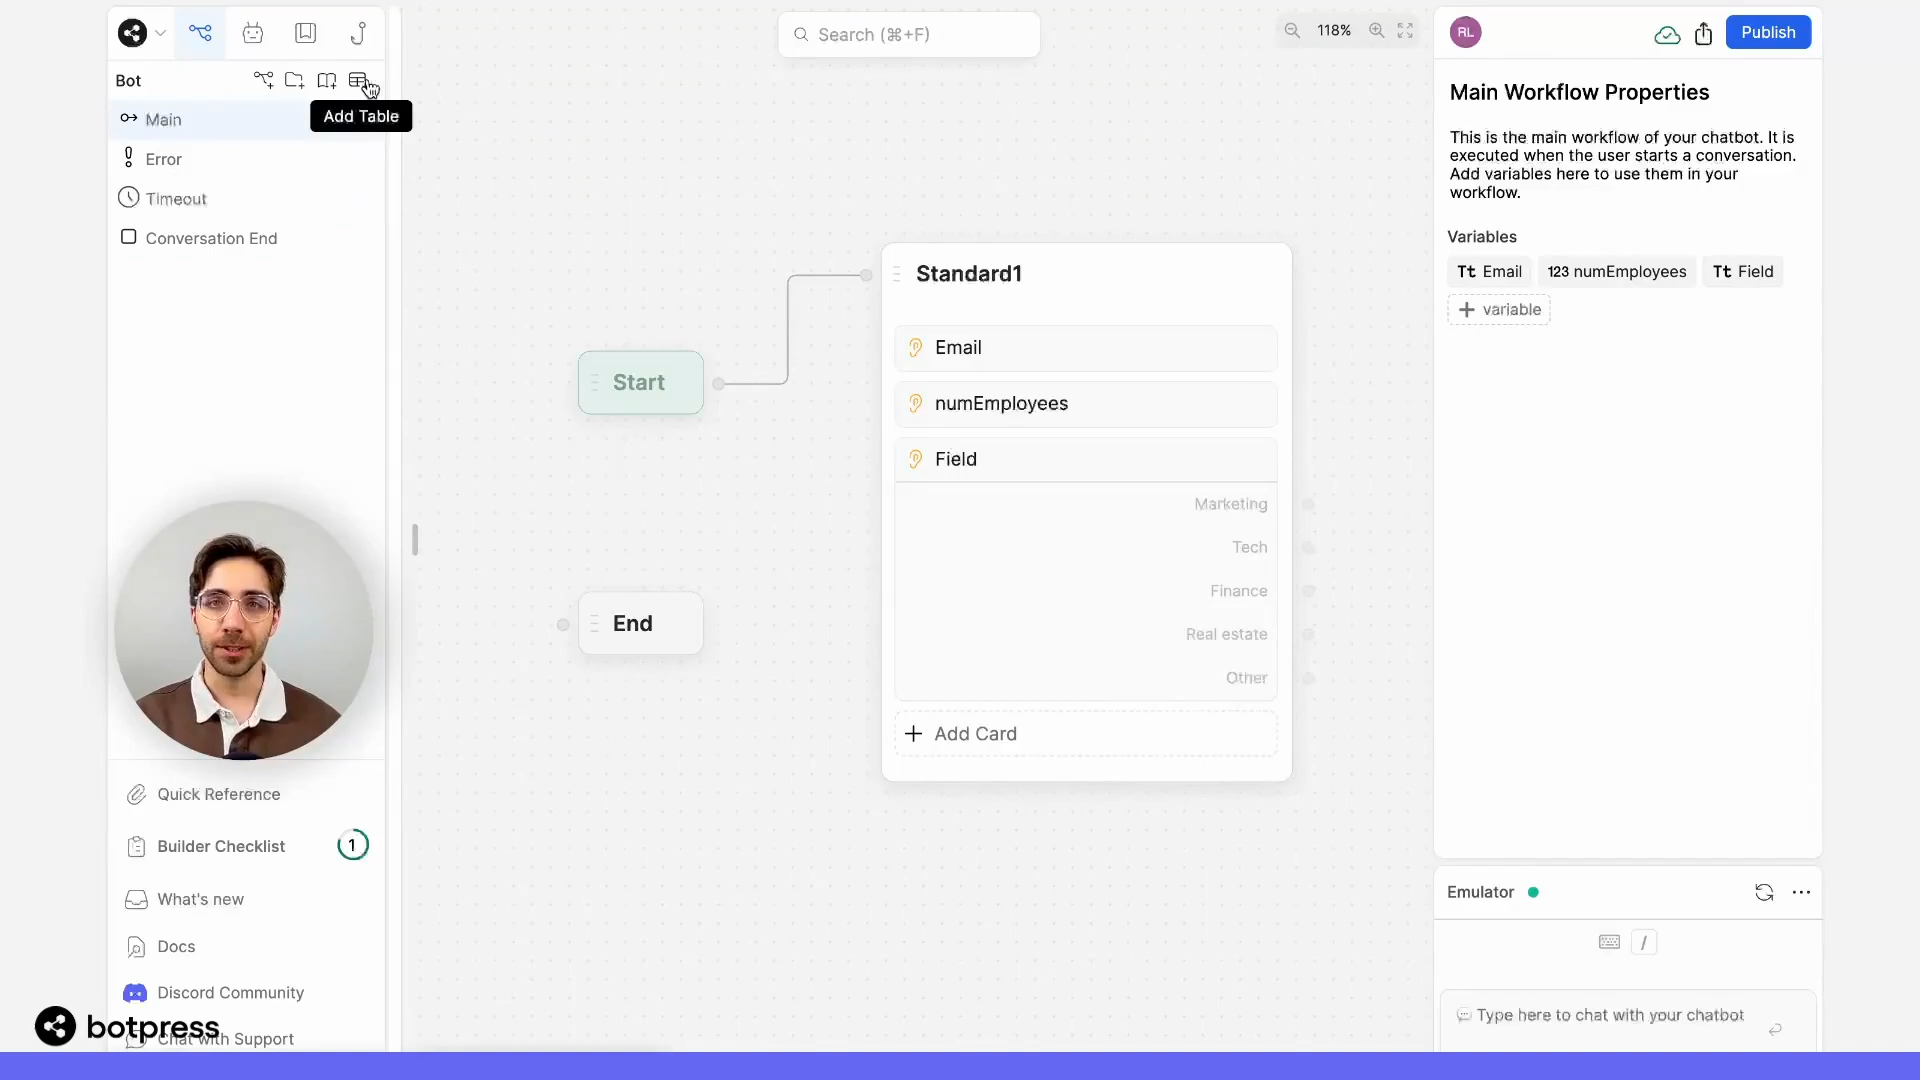 Search (⌘+F)
118%
RL
Publish
Bot
Add Table
Main
Error
Timeout
Conversation End
Start
End
Standard1
Email
numEmployees
Field
Marketing
Tech
Finance
Real estate
Other
Add Card
Main Workflow Properties
This is the main workflow of your chatbot. It is
executed when the user starts a conversation.
Add variables here to use them in your
workflow.
Variables
Tt Email
123 numEmployees
Tt Field
+ variable
Quick Reference
Builder Checklist
1
What's new
Docs
Discord Community
Chat with Support
botpress
Emulator
/
Type here to chat with your chatbot